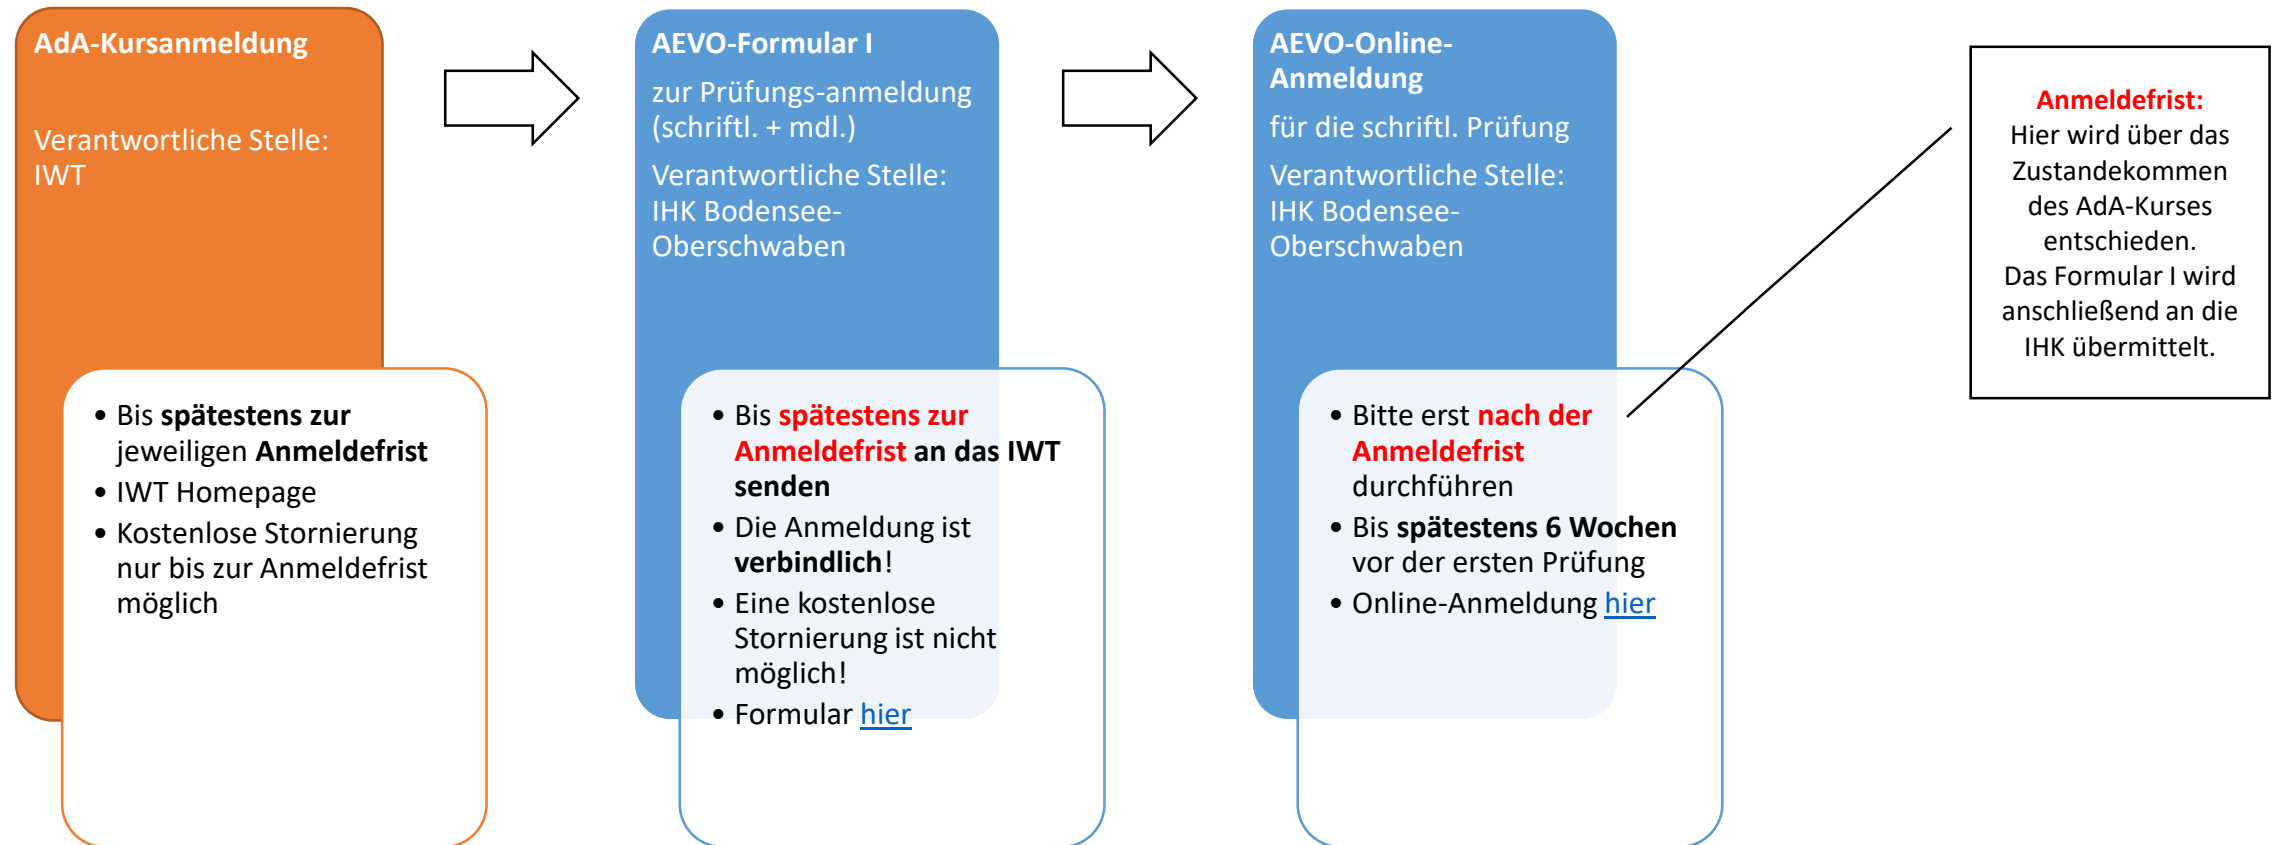 AdA-Kursanmeldung
Verantwortliche Stelle:
IWT
• Bis spätestens zur
jeweiligen Anmeldefrist
• IWT Homepage
• Kostenlose Stornierung
nur bis zur Anmeldefrist
möglich
AEVO-Formular I
zur Prüfungs-anmeldung
(schriftl. + mdl.)
Verantwortliche Stelle:
IHK Bodensee-
Oberschwaben
• Bis spätestens zur
Anmeldefrist an das IWT
senden
• Die Anmeldung ist
verbindlich!
• Eine kostenlose
Stornierung ist nicht
möglich!
• Formular hier
AEVO-Online-
Anmeldung
für die schriftl. Prüfung
Verantwortliche Stelle:
IHK Bodensee-
Oberschwaben
• Bitte erst nach der
Anmeldefrist
durchführen
• Bis spätestens 6 Wochen
vor der ersten Prüfung
• Online-Anmeldung hier
Anmeldefrist:
Hier wird über das
Zustandekommen
des AdA-Kurses
entschieden.
Das Formular I wird
anschließend an die
IHK übermittelt.